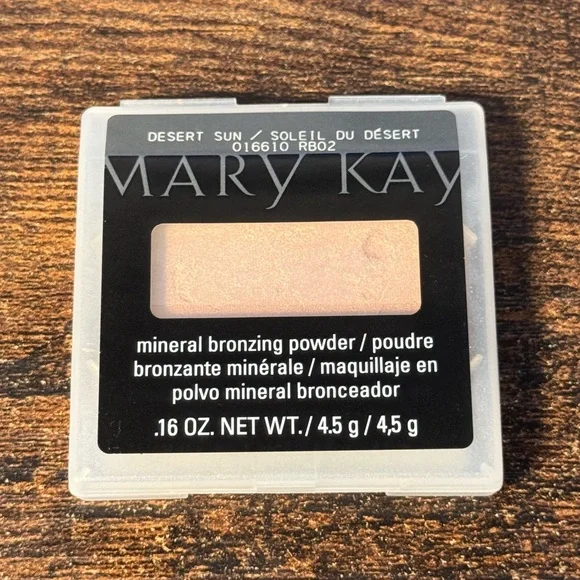 DESERT SUN / SOLEIL DU DÉSERT
016610 RB02
MARY KAY
mineral bronzing powder / poudre
bronzante minérale / maquillaje en
polvo mineral bronceador
.16 OZ. NET WT. / 4.5 g / 4,5 g